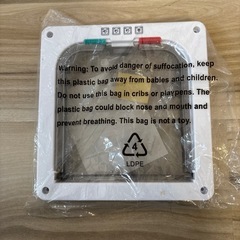 Warning: To avoid danger of suffocation, keep
this plastic bag away from babies and children.
Do not use this bag in cribs or playpens. The
plastic bag could block nose and mouth and
prevent breathing. This bag is not a toy.
4
LDPE